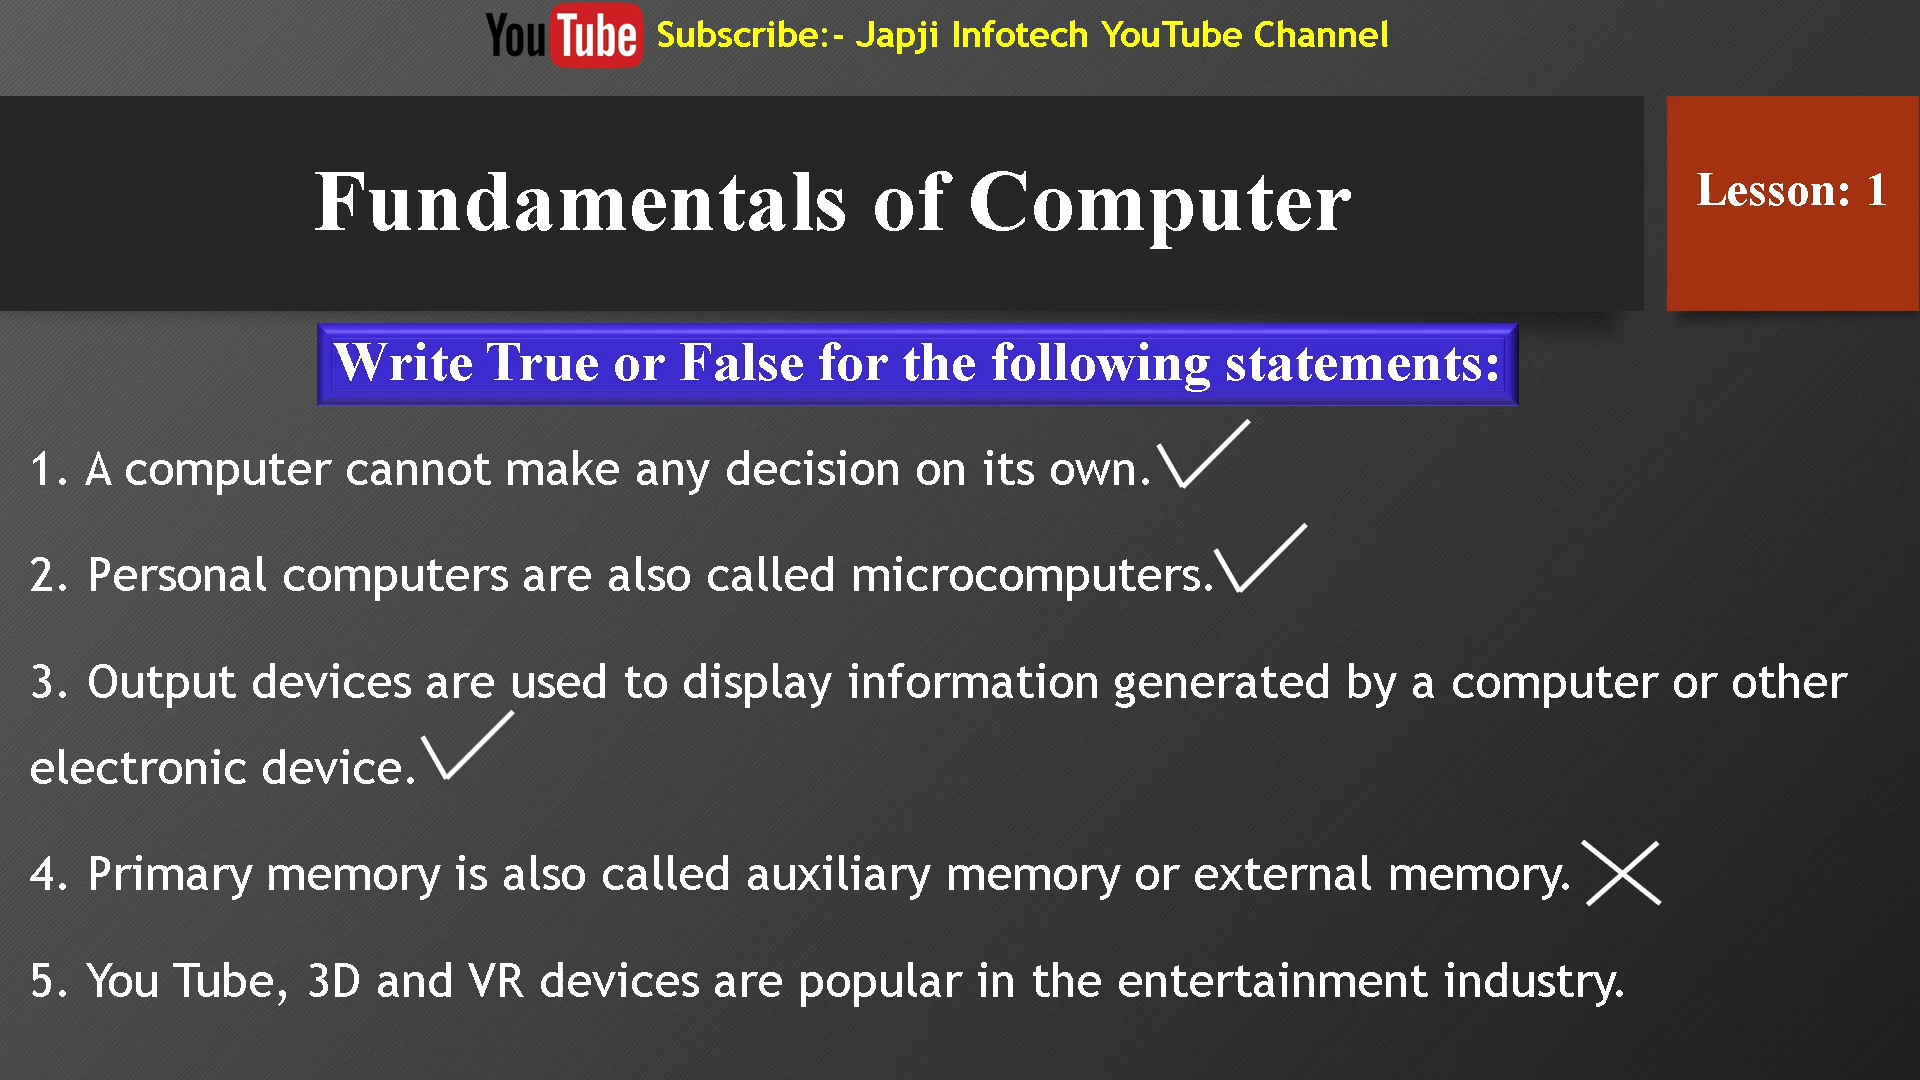 YouTube Subscribe:- Japji Infotech YouTube Channel
Fundamentals of Computer
Lesson: 1
Write True or False for the following statements:
1. A computer cannot make any decision on its own.
2. Personal computers are also called microcomputers.
3. Output devices are used to display information generated by a computer or other
electronic device.
4. Primary memory is also called auxiliary memory or external memory.
5. You Tube, 3D and VR devices are popular in the entertainment industry.